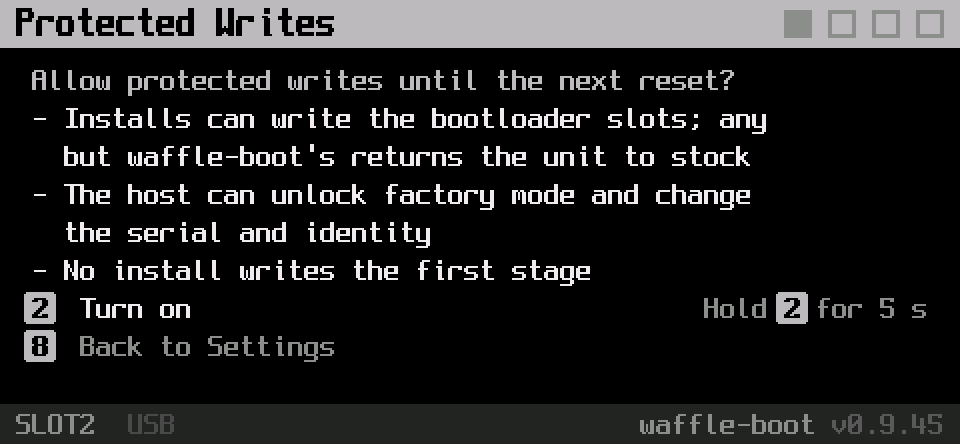 Protected Writes
Allow protected writes until the next reset?
- Installs can write the bootloader slots; any
but waffle-boot's returns the unit to stock
- The host can unlock factory mode and change
the serial and identity
- No install writes the first stage
2 Turn on Hold 2 for 5 s
8 Back to Settings
SLOT2 USB waffle-boot v0.9.45